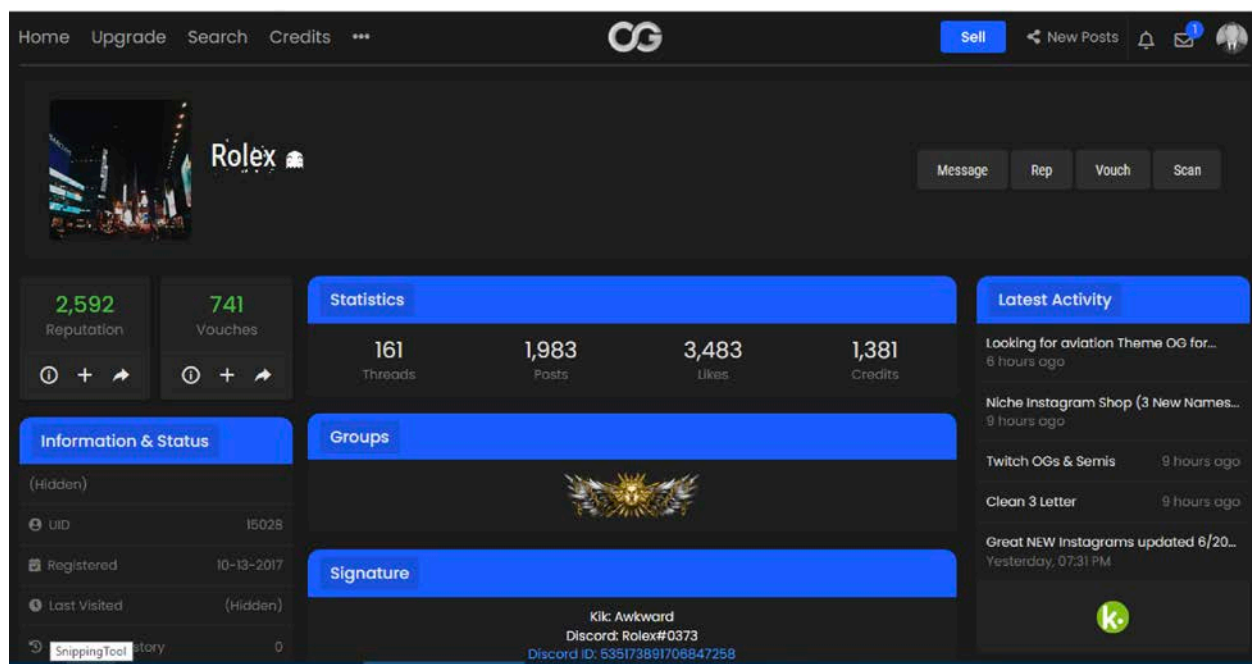 Home Upgrade Search Credits •••
OG
Sell
New Posts
1
Rolex
Message Rep Vouch Scan
2,592
Reputation
741
Vouches
Statistics
161 1,983 3,483 1,381
Threads Posts Likes Credits
Latest Activity
Looking for aviation Theme OG for...
6 hours ago
Niche Instagram Shop (3 New Names...
9 hours ago
Twitch OGs & Semis 9 hours ago
Clean 3 Letter 9 hours ago
Great NEW Instagrams updated 6/20...
Yesterday, 07:31 PM
k.
Information & Status
(Hidden)
UID 15028
Registered 10-13-2017
Last Visited (Hidden)
SnippingTool story 0
Groups
Signature
Kik: Awkward
Discord: Rolex#0373
Discord ID: 535173891706847258